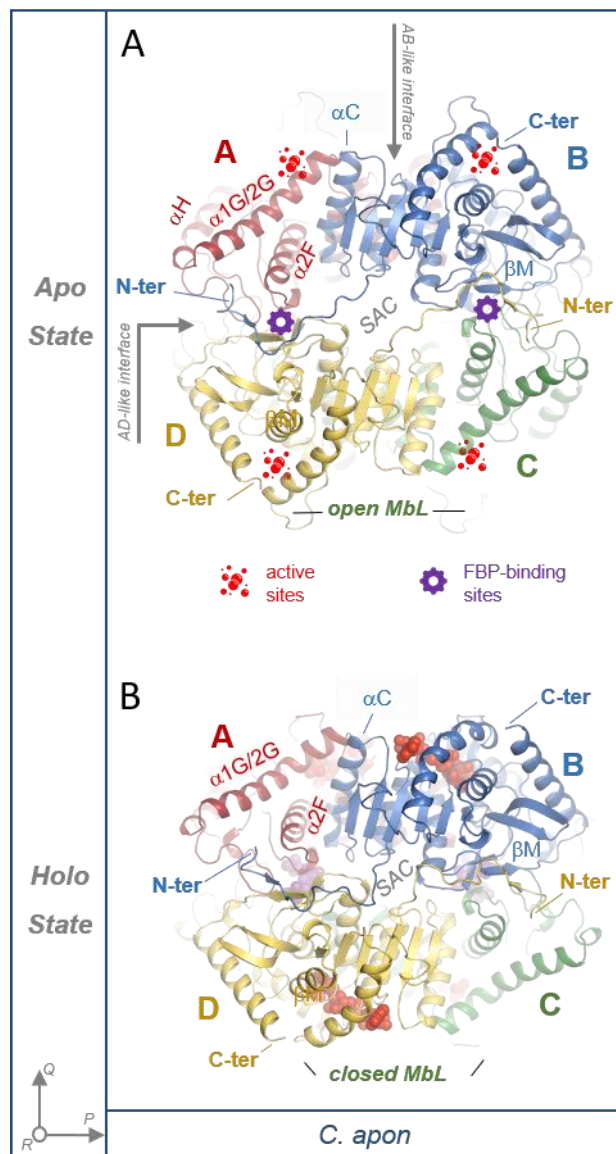 A
AB-like interface
αC
C-ter
A
B
αH
α1G/2G
α2F
N-ter
βM
N-ter
SAC
Apo
State
AD-like interface
D
βM
C
C-ter
open MbL
active
sites
FBP-binding
sites
B
αC
C-ter
A
B
α1G/2G
α2F
SAC
βM
N-ter
N-ter
Holo
State
D
βM
C
C-ter
closed MbL
Q
P
R
C. apon